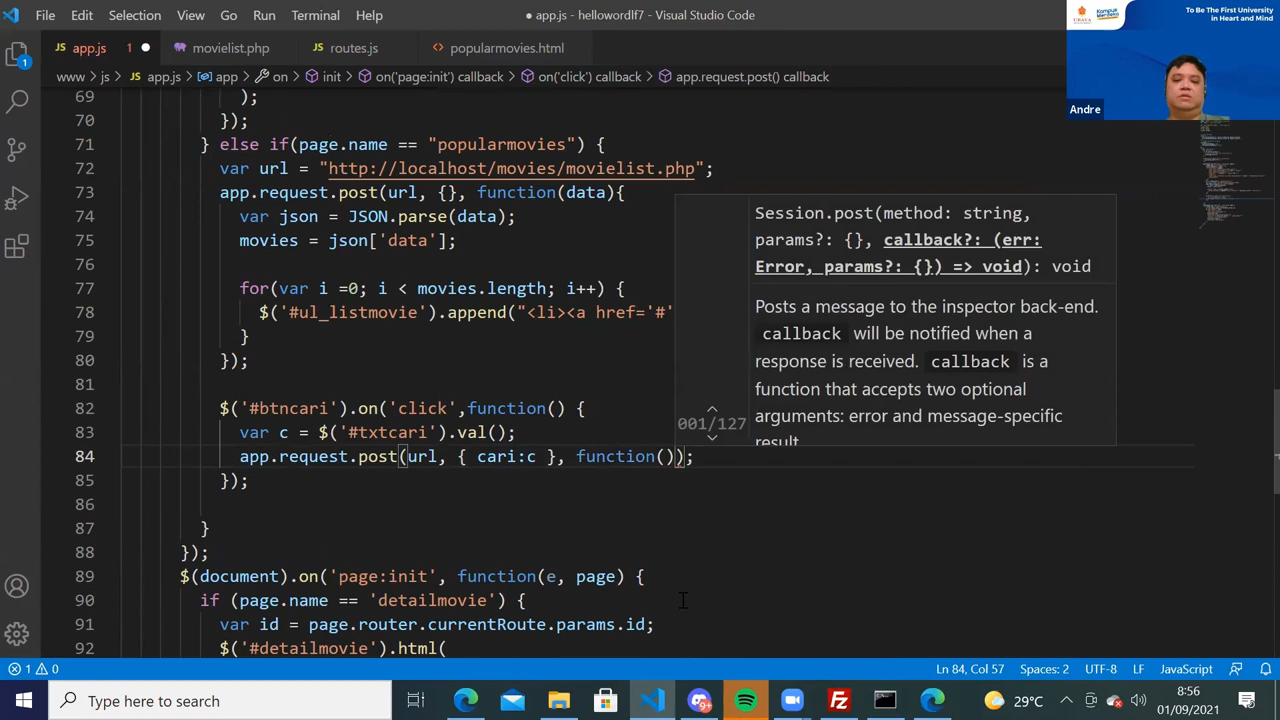 File Edit Selection View Go Run Terminal Help
● app.js - hellowordlf7 - Visual Studio Code
To Be The First University
in Heart and Mind
UBAYA
Kampus
Merdeka
Andre
JS app.js 1 ●
movielist.php
JS routes.js
<> popularmovies.html
www > js > JS app.js > app > on > init > on('page:init') callback > on('click') callback > app.request.post() callback
69 );
70 });
71 } else if(page.name == "popularmovies") {
72 var url = "http://localhost/movies/movielist.php";
73 app.request.post(url, {}, function(data){
74 var json = JSON.parse(data);
75 movies = json['data'];
76
77 for(var i =0; i < movies.length; i++) {
78 $('#ul_listmovie').append("<li><a href='#'
79 }
80 });
81
82 $('#btncari').on('click',function() {
83 var c = $('#txtcari').val();
84 app.request.post(url, { cari:c }, function());
85 });
86
87 }
88 });
89 $(document).on('page:init', function(e, page) {
90 if (page.name == 'detailmovie') {
91 var id = page.router.currentRoute.params.id;
92 $('#detailmovie').html(
001/127
Session.post(method: string,
params?: {}, callback?: (err:
Error, params?: {}) => void): void
Posts a message to the inspector back-end.
callback will be notified when a
response is received. callback is a
function that accepts two optional
arguments: error and message-specific
result.
1
1 0
Ln 84, Col 57 Spaces: 2 UTF-8 LF JavaScript
Type here to search
29°C
8:56
01/09/2021
1